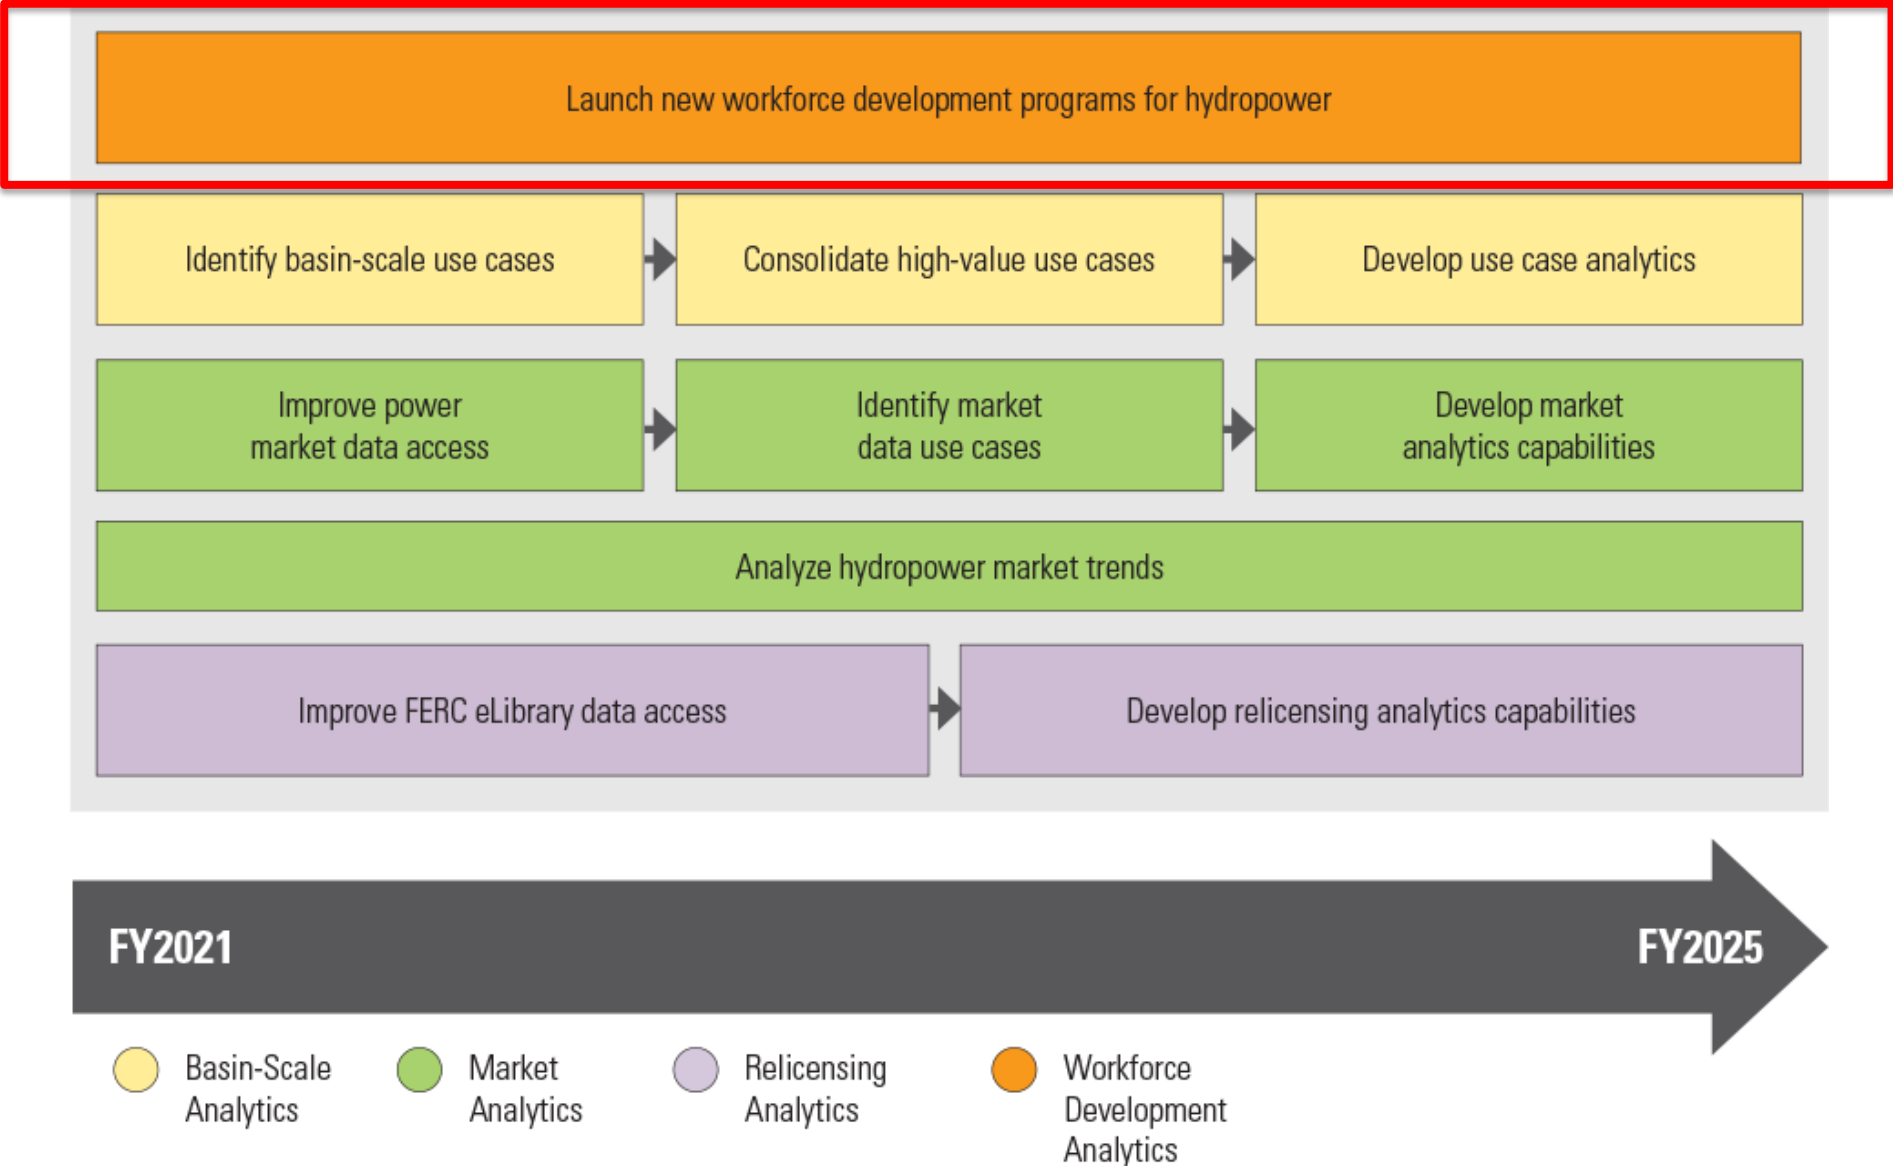 Launch new workforce development programs for hydropower
Identify basin-scale use cases
Consolidate high-value use cases
Develop use case analytics
Improve power
market data access
Identify market
data use cases
Develop market
analytics capabilities
Analyze hydropower market trends
Improve FERC eLibrary data access
Develop relicensing analytics capabilities
FY2021
FY2025
Basin-Scale
Analytics
Market
Analytics
Relicensing
Analytics
Workforce
Development
Analytics